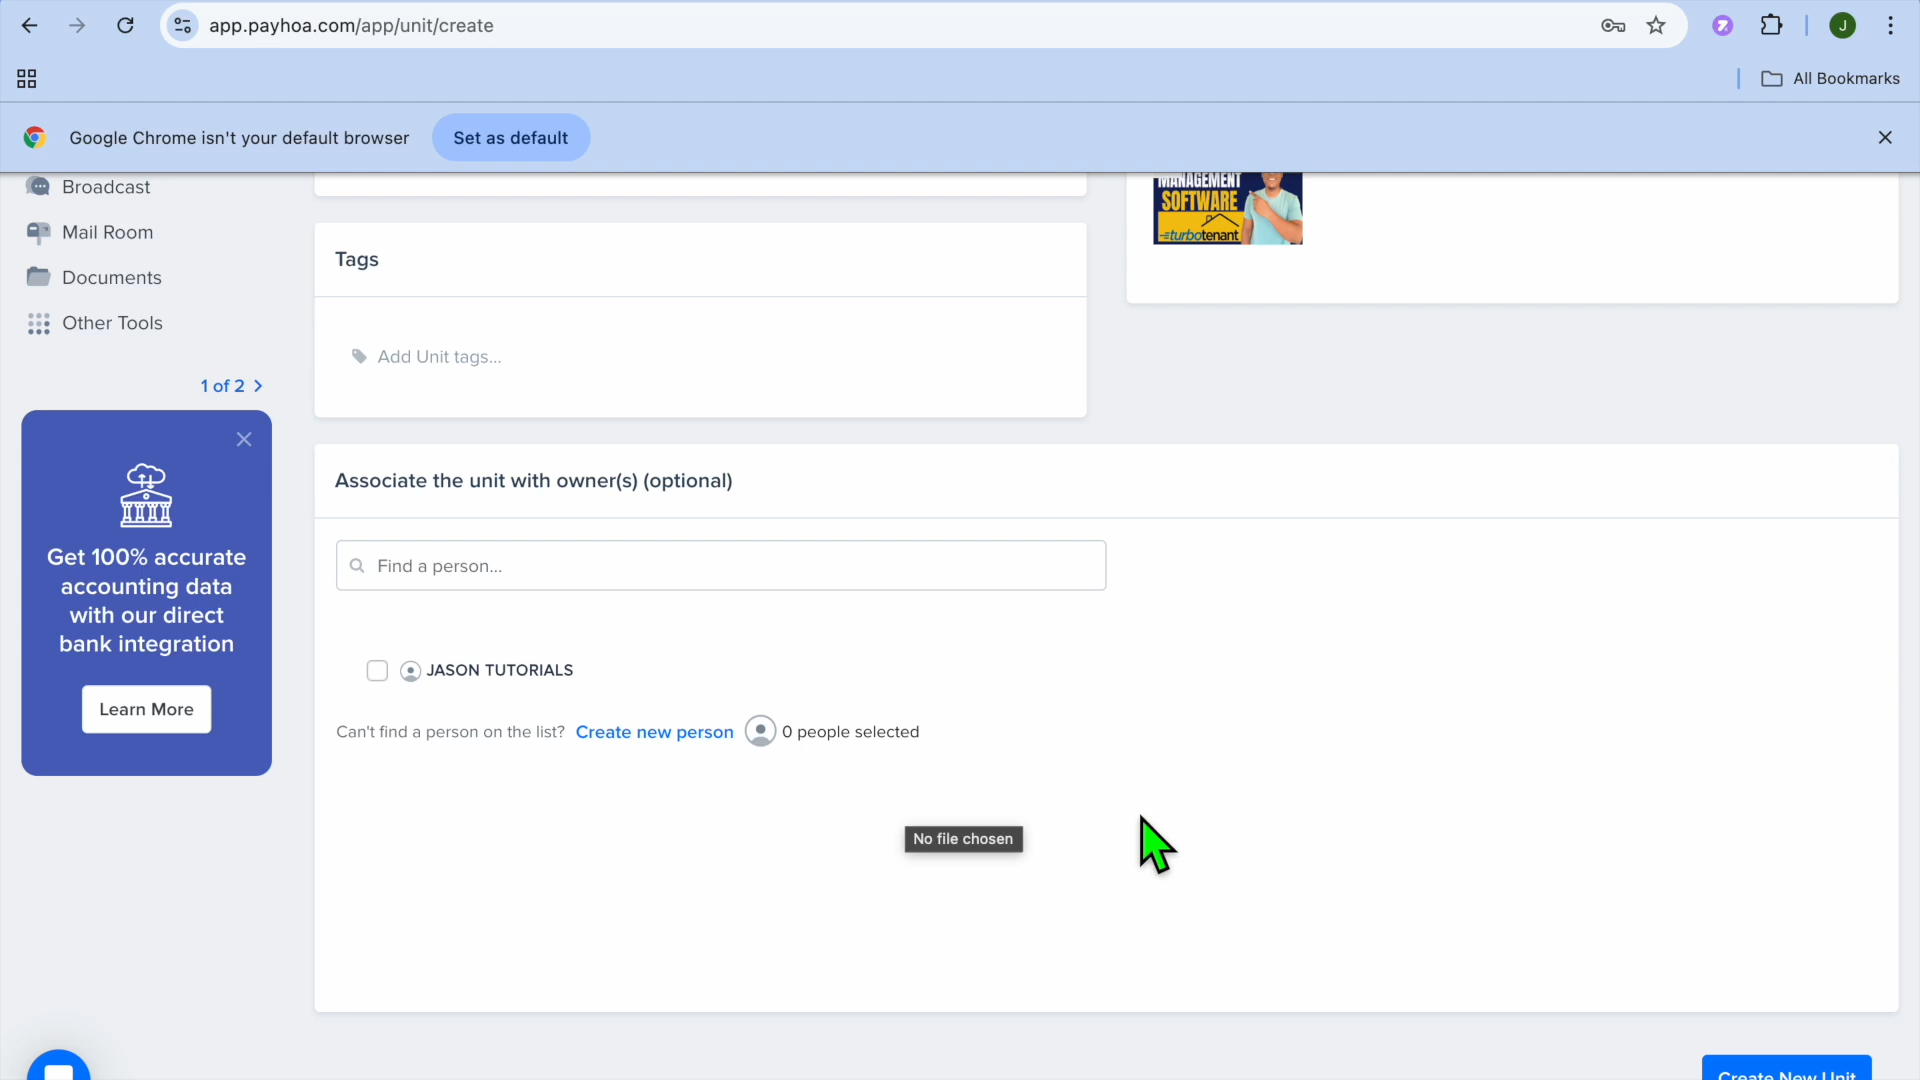 app.payhoa.com/app/unit/create
J
All Bookmarks
Google Chrome isn't your default browser
Set as default
Broadcast
Mail Room
Documents
Other Tools
1 of 2
Get 100% accurate
accounting data
with our direct
bank integration
Learn More
MANAGEMENT
SOFTWARE
turbotenant
Tags
Add Unit tags...
Associate the unit with owner(s) (optional)
Find a person...
JASON TUTORIALS
Can't find a person on the list? Create new person 0 people selected
No file chosen
Create New Unit